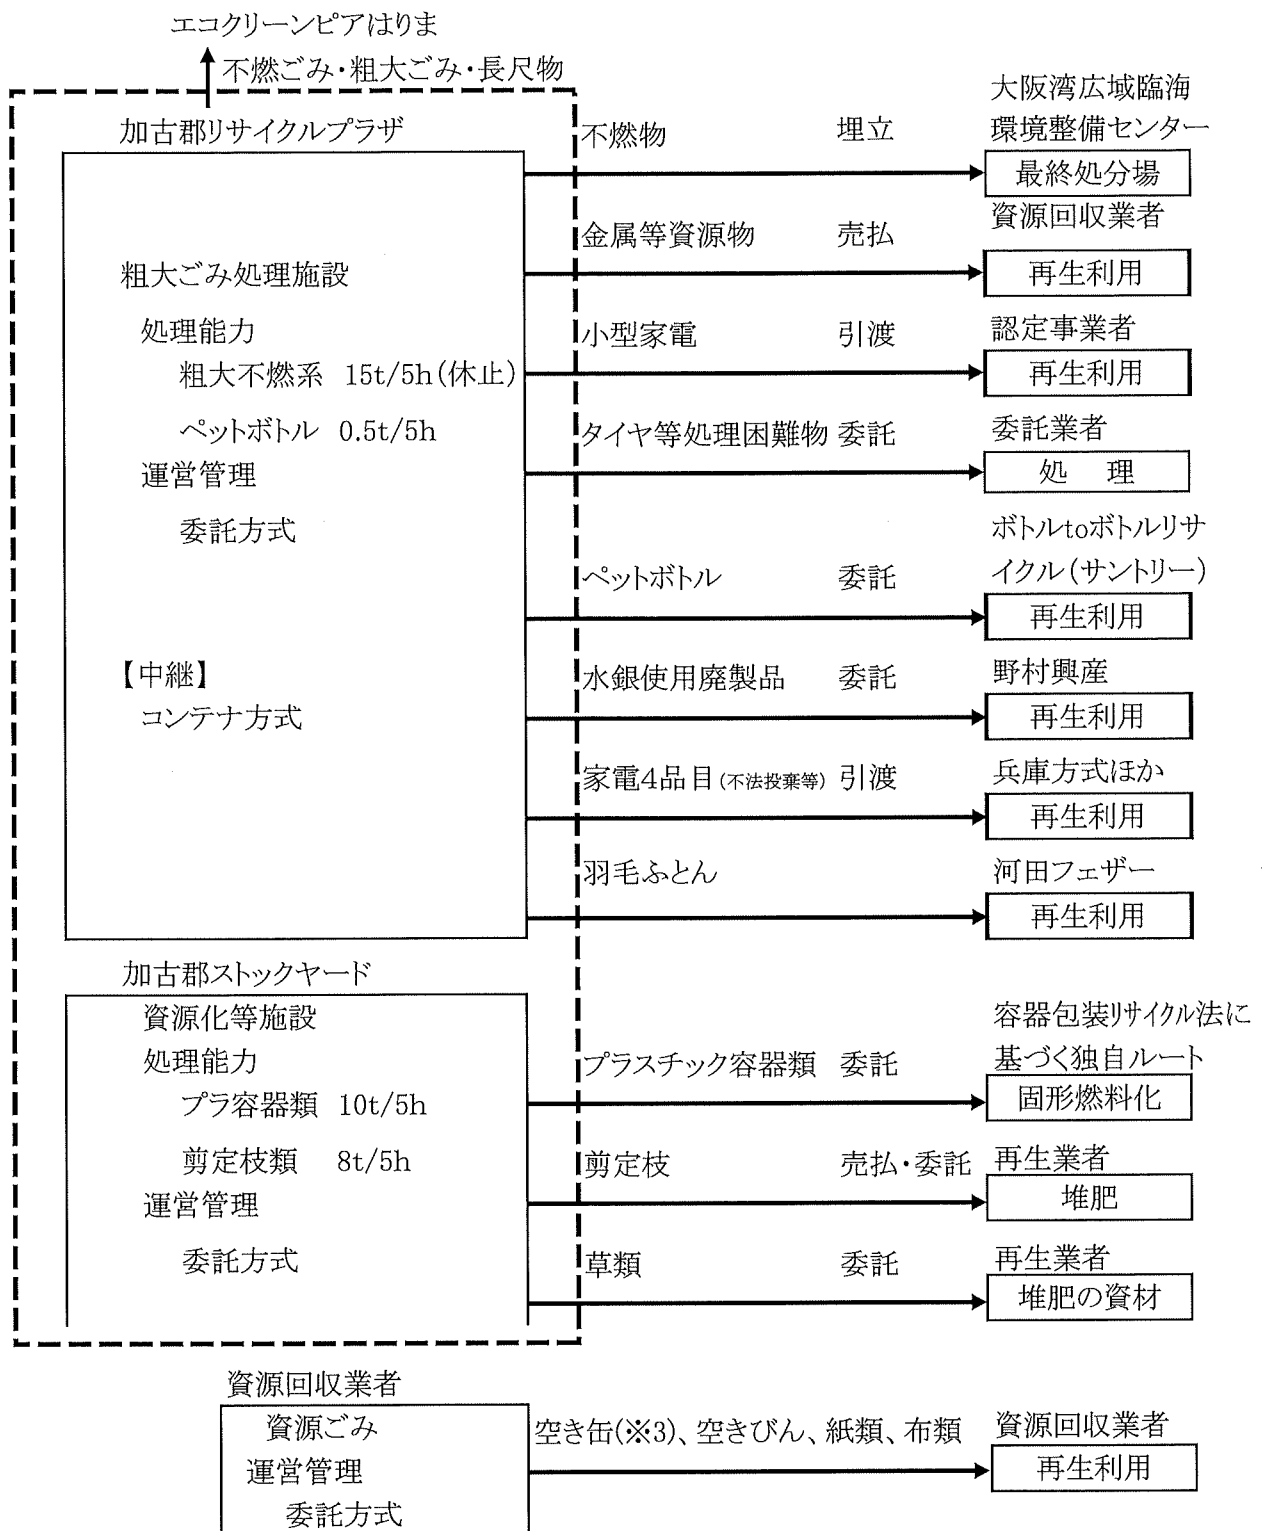 エコクリーンピアはりま
不燃ごみ・粗大ごみ・長尺物
加古郡リサイクルプラザ
粗大ごみ処理施設
処理能力
粗大不燃系 15t/5h(休止)
ペットボトル 0.5t/5h
運営管理
委託方式
【中継】
コンテナ方式
不燃物 埋立
大阪湾広域臨海
環境整備センター
最終処分場
金属等資源物 売払
資源回収業者
再生利用
小型家電 引渡
認定事業者
再生利用
タイヤ等処理困難物 委託
委託業者
処 理
ペットボトル 委託
ボトルtoボトルリサ
イクル(サントリー)
再生利用
水銀使用廃製品 委託
野村興産
再生利用
家電4品目(不法投棄等) 引渡
兵庫方式ほか
再生利用
羽毛ふとん
河田フェザー
再生利用
加古郡ストックヤード
資源化等施設
処理能力
プラ容器類 10t/5h
剪定枝類 8t/5h
運営管理
委託方式
プラスチック容器類 委託
容器包装リサイクル法に
基づく独自ルート
固形燃料化
剪定枝 売払・委託
再生業者
堆肥
草類 委託
再生業者
堆肥の資材
資源回収業者
資源ごみ
運営管理
委託方式
空き缶(※3)、空きびん、紙類、布類
資源回収業者
再生利用